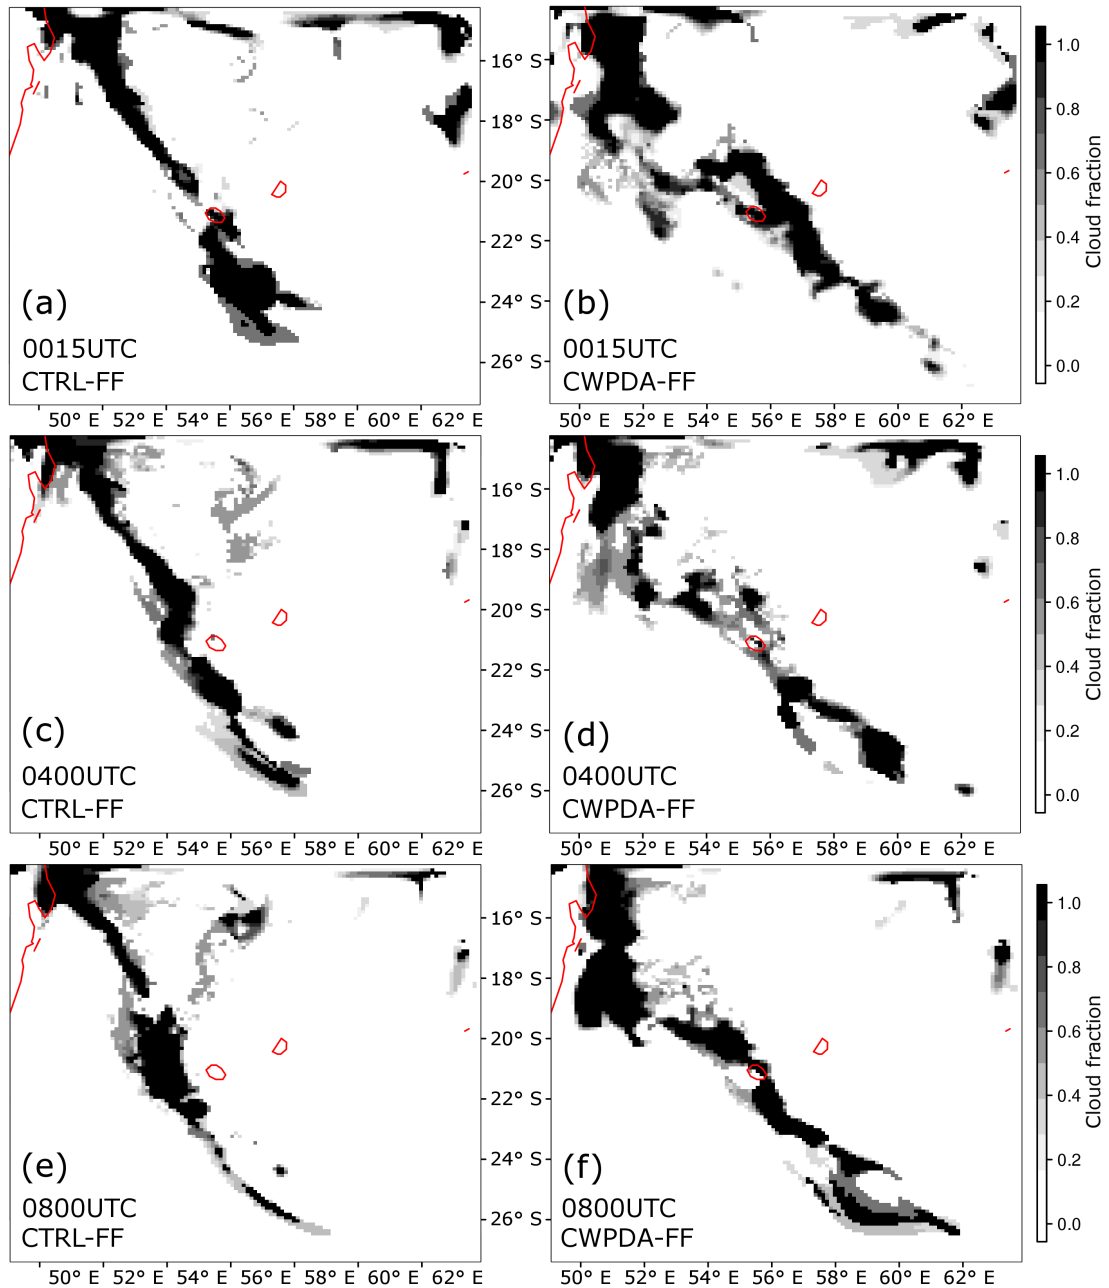 16° S
18° S
20° S
22° S
24° S
26° S
(a)
0015UTC
CTRL-FF
50° E 52° E 54° E 56° E 58° E 60° E 62° E
(b)
0015UTC
CWPDA-FF
50° E 52° E 54° E 56° E 58° E 60° E 62° E
1.0
0.8
0.6
0.4
0.2
0.0
Cloud fraction
16° S
18° S
20° S
22° S
24° S
26° S
(c)
0400UTC
CTRL-FF
50° E 52° E 54° E 56° E 58° E 60° E 62° E
(d)
0400UTC
CWPDA-FF
50° E 52° E 54° E 56° E 58° E 60° E 62° E
1.0
0.8
0.6
0.4
0.2
0.0
Cloud fraction
16° S
18° S
20° S
22° S
24° S
26° S
(e)
0800UTC
CTRL-FF
50° E 52° E 54° E 56° E 58° E 60° E 62° E
(f)
0800UTC
CWPDA-FF
50° E 52° E 54° E 56° E 58° E 60° E 62° E
1.0
0.8
0.6
0.4
0.2
0.0
Cloud fraction